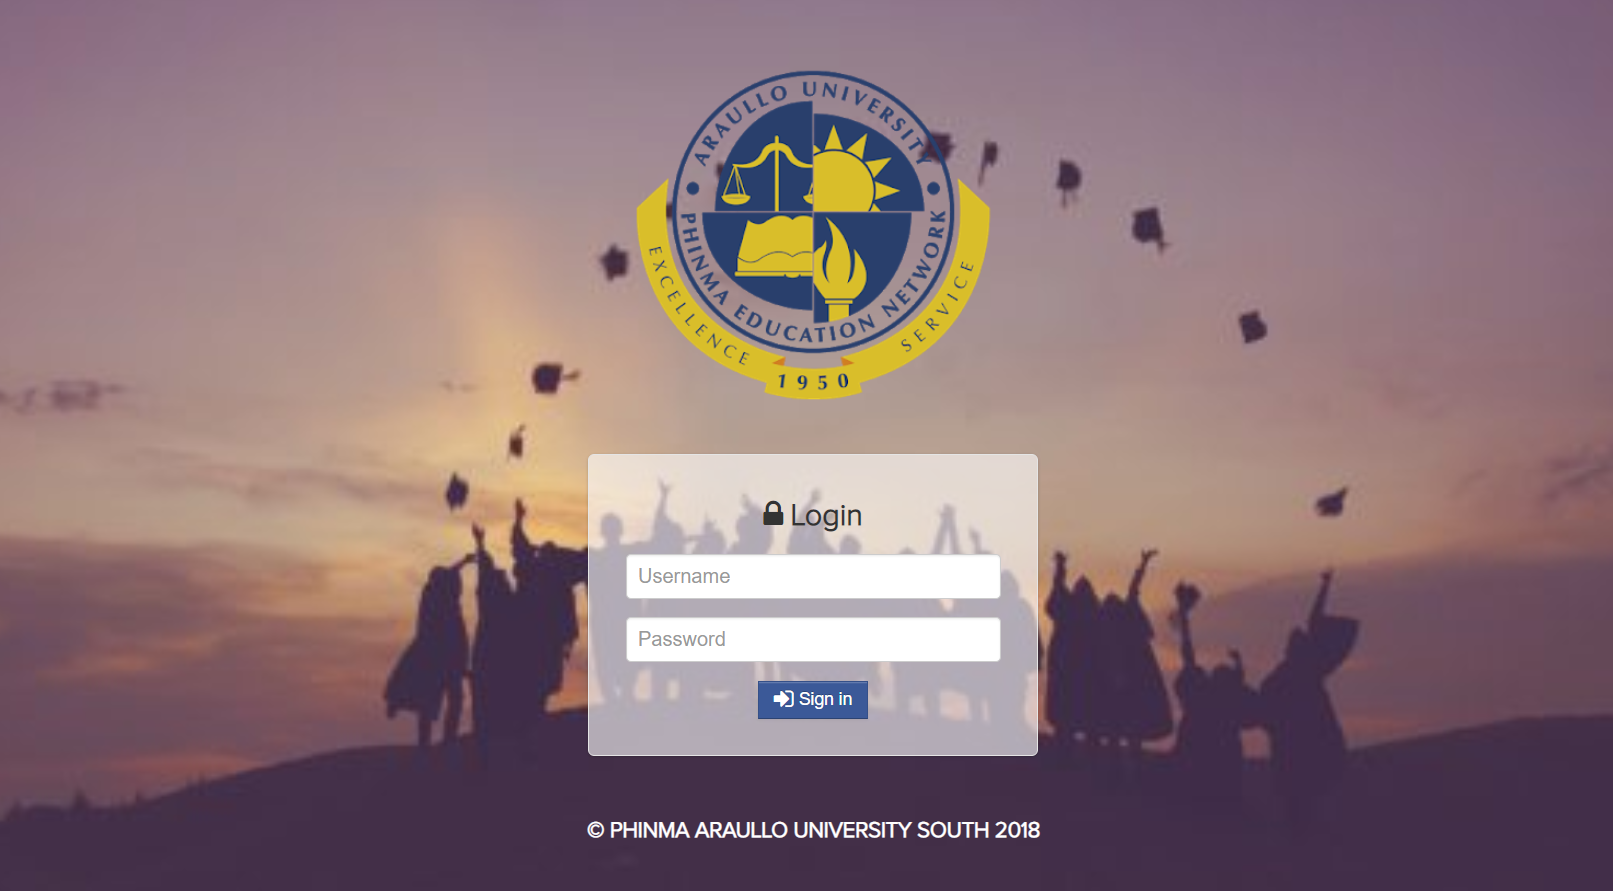 ARAULLO UNIVERSITY
PHINMA EDUCATION NETWORK
EXCELLENCE
SERVICE
1950
Login
Username
Password
Sign in
© PHINMA ARAULLO UNIVERSITY SOUTH 2018